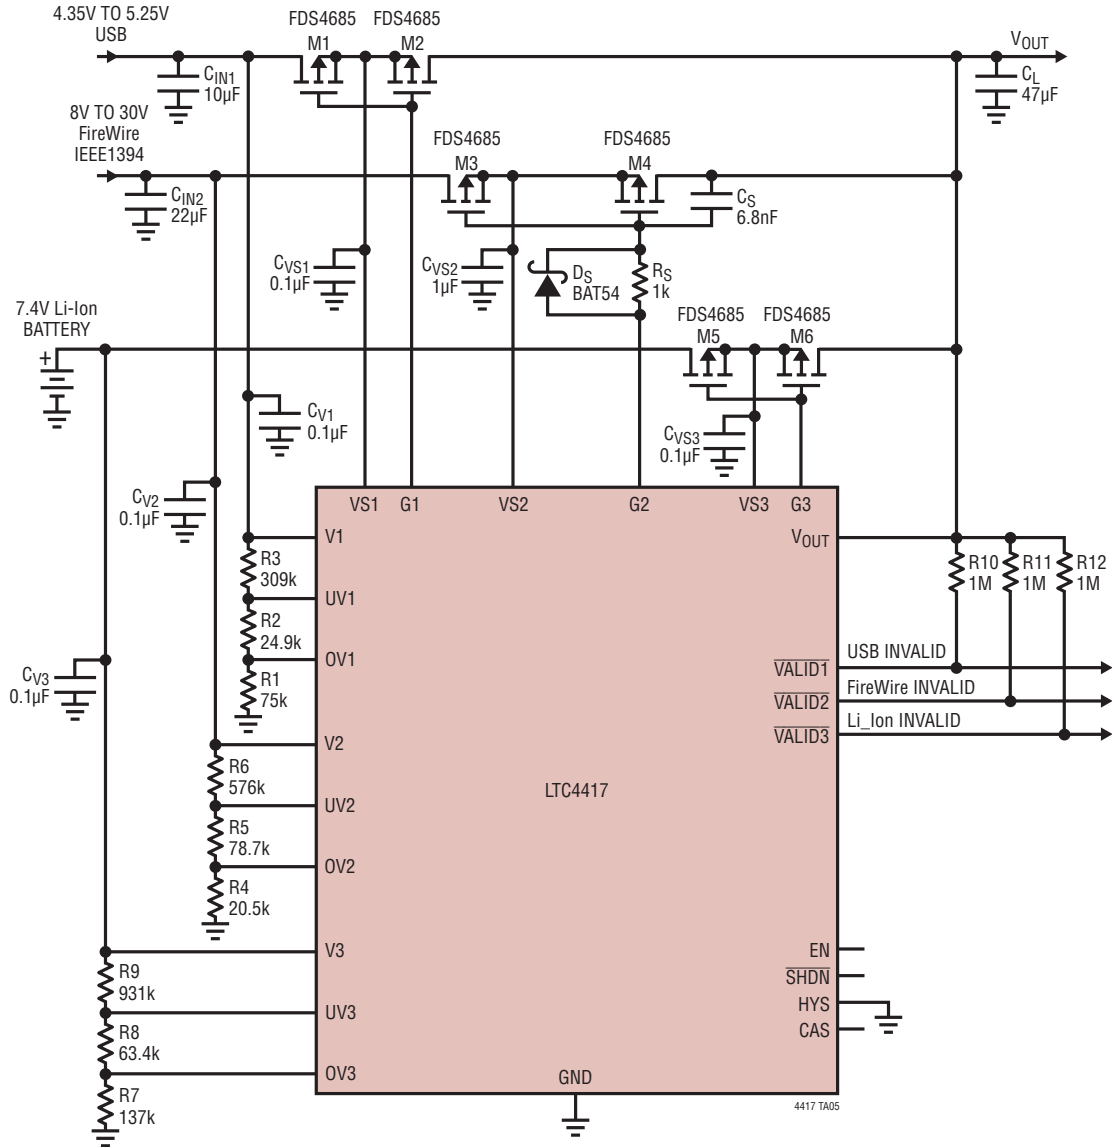 4.35V TO 5.25V
USB
FDS4685
M1
FDS4685
M2
VOUT
CIN1
10µF
CL
47µF
8V TO 30V
FireWire
IEEE1394
FDS4685
M3
FDS4685
M4
CIN2
22µF
CS
6.8nF
CVS1
0.1µF
CVS2
1µF
DS
BAT54
RS
1k
7.4V Li-Ion
BATTERY
+
FDS4685
M5
FDS4685
M6
CV1
0.1µF
CVS3
0.1µF
CV2
0.1µF
VS1
G1
VS2
G2
VS3
G3
V1
VOUT
R3
309k
R10
1M
R11
1M
R12
1M
UV1
R2
24.9k
OV1
USB INVALID
VALID1
CV3
0.1µF
R1
75k
FireWire INVALID
VALID2
Li_Ion INVALID
VALID3
V2
R6
576k
LTC4417
UV2
R5
78.7k
OV2
R4
20.5k
V3
EN
R9
931k
SHDN
HYS
UV3
CAS
R8
63.4k
OV3
GND
R7
137k
4417 TA05